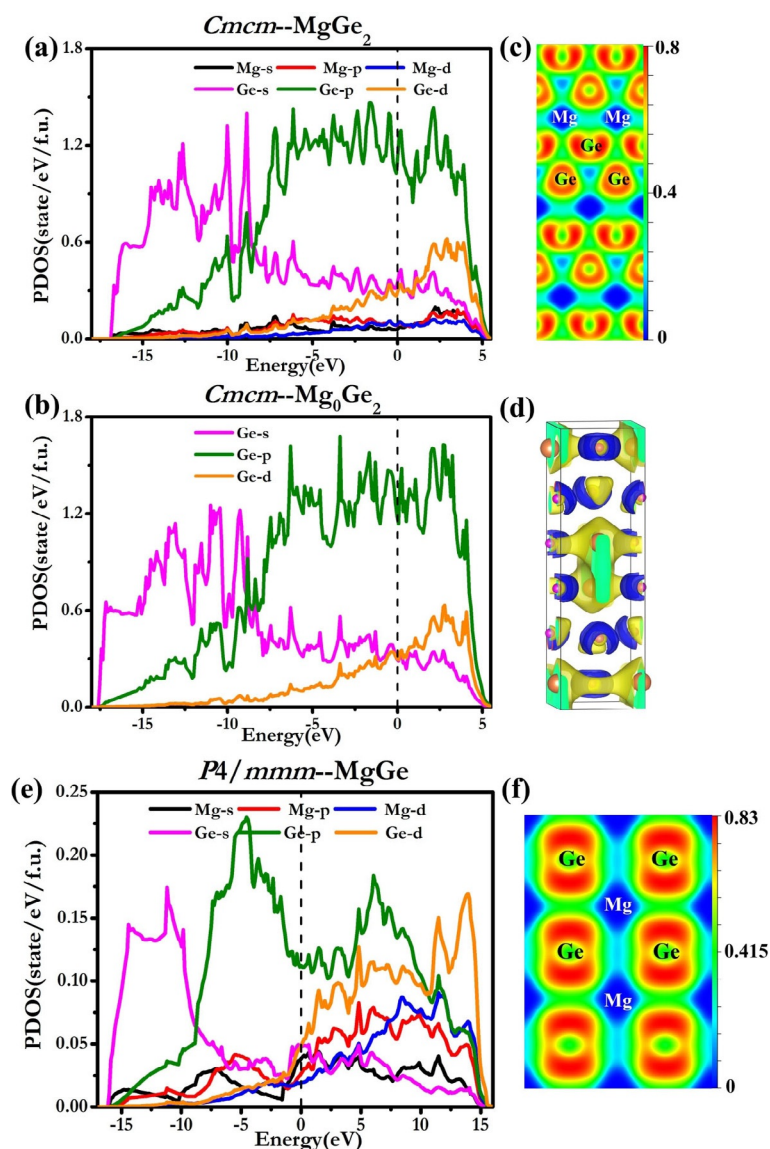 Cmcm--MgGe2
(a)
1.8
1.2
0.6
0.0
PDOS(state/eV/f.u.)
Mg-s Mg-p Mg-d
Ge-s Ge-p Ge-d
-15 -10 -5 0 5
Energy(eV)
(c)
0.8
0.4
0
Mg Mg
Ge
Ge Ge
Cmcm--Mg0Ge2
(b)
1.8
1.2
0.6
0.0
PDOS(state/eV/f.u.)
Ge-s
Ge-p
Ge-d
-15 -10 -5 0 5
Energy(eV)
(d)
P4/mmm--MgGe
(e)
0.25
0.20
0.15
0.10
0.05
0.00
PDOS(state/eV/f.u.)
Mg-s Mg-p Mg-d
Ge-s Ge-p Ge-d
-15 -10 -5 0 5 10 15
Energy(eV)
(f)
0.83
0.415
0
Ge Ge
Mg
Ge Ge
Mg